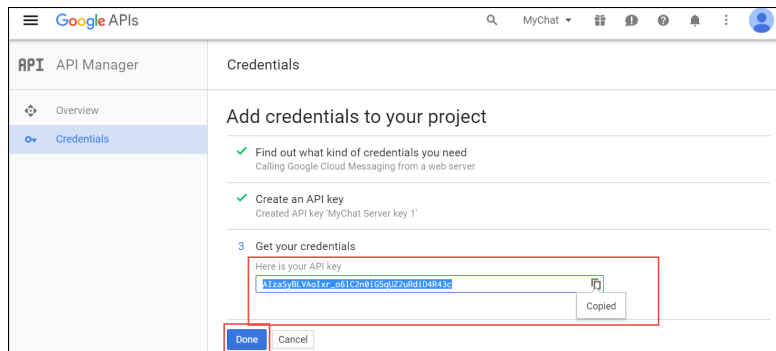 Google APIs
MyChat
API API Manager
Credentials
Overview
Credentials
Add credentials to your project
Find out what kind of credentials you need
Calling Google Cloud Messaging from a web server
Create an API key
Created API key 'MyChat Server key 1'
3 Get your credentials
Here is your API key
AIzaSyBLVAoIxr_o61C2n0iG5qUZ2uRdiD4R43c
Copied
Done
Cancel